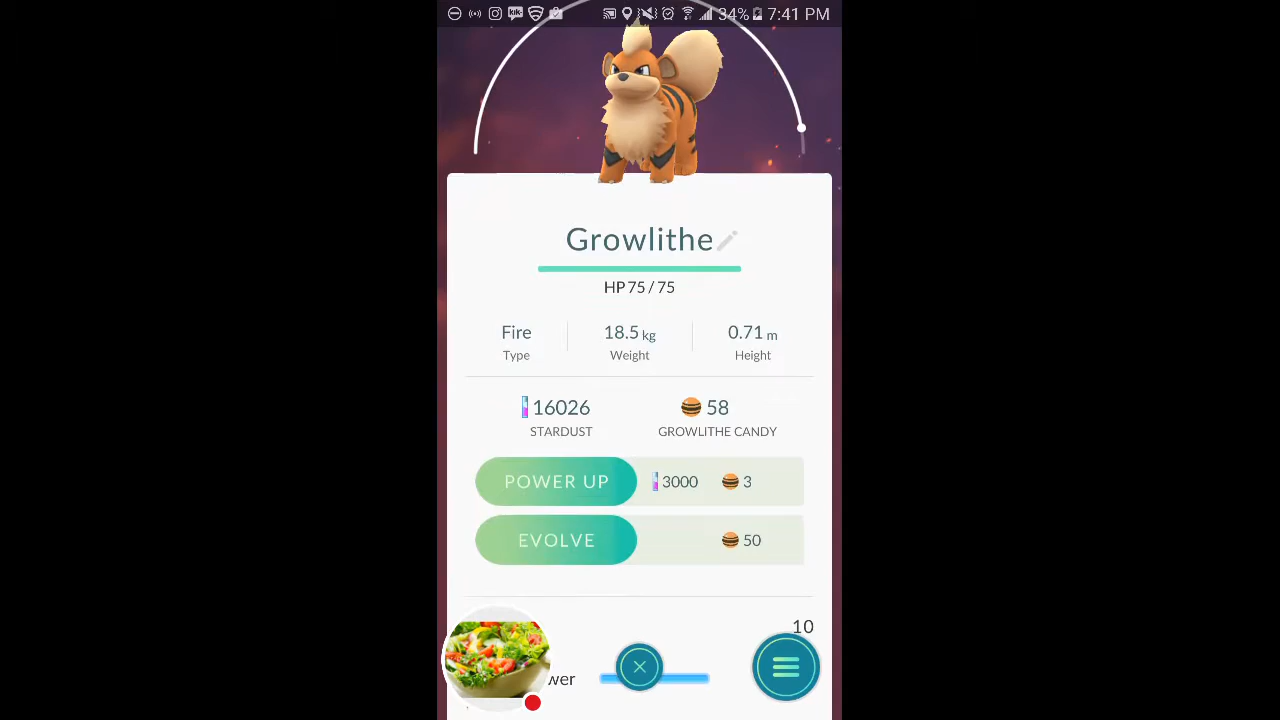 34% 7:41 PM
Growlithe
HP 75 / 75
Fire 18.5 kg 0.71 m
Type Weight Height
16026 58
STARDUST GROWLITHE CANDY
POWER UP 3000 3
EVOLVE 50
10
wer